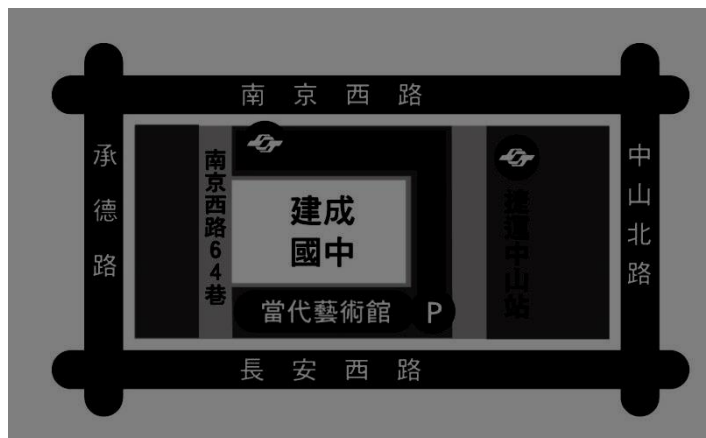 南京西路
承德路
南京西路64巷
建成
國中
捷運中山站
中山北路
當代藝術館
P
長安西路